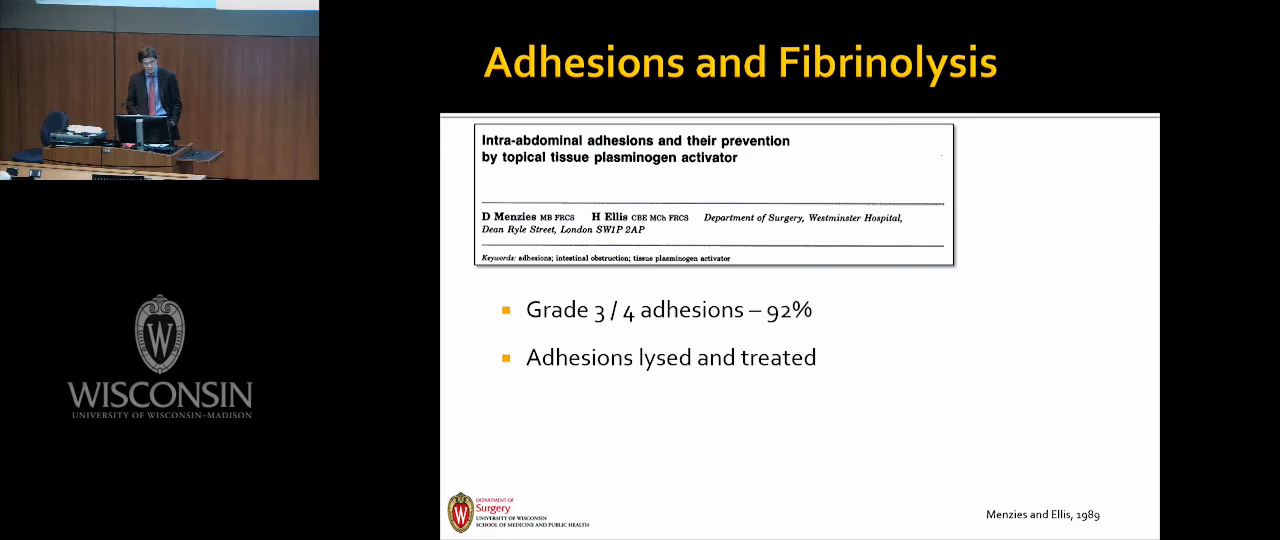 Adhesions and Fibrinolysis
Intra-abdominal adhesions and their prevention
by topical tissue plasminogen activator
D Menzies MB FRCS H Ellis CBE MCh FRCS Department of Surgery, Westminster Hospital,
Dean Ryle Street, London SW1P 2AP
Keywords: adhesions; intestinal obstruction; tissue plasminogen activator
Grade 3 / 4 adhesions – 92%
Adhesions lysed and treated
W
WISCONSIN
UNIVERSITY OF WISCONSIN–MADISON
W
DEPARTMENT OF
Surgery
UNIVERSITY OF WISCONSIN
SCHOOL OF MEDICINE AND PUBLIC HEALTH
Menzies and Ellis, 1989